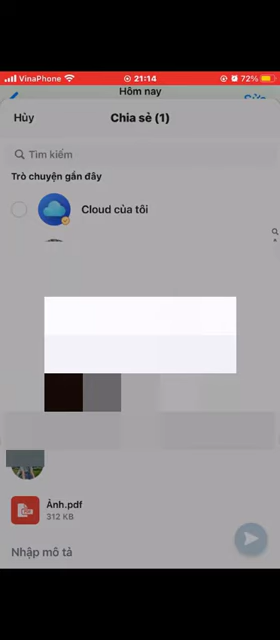 VinaPhone 21:14 72%
Hôm nay
Sửa
Hủy Chia sẻ (1)
Tìm kiếm
Trò chuyện gần đây
Cloud của tôi
Ảnh.pdf
312 KB
Nhập mô tả